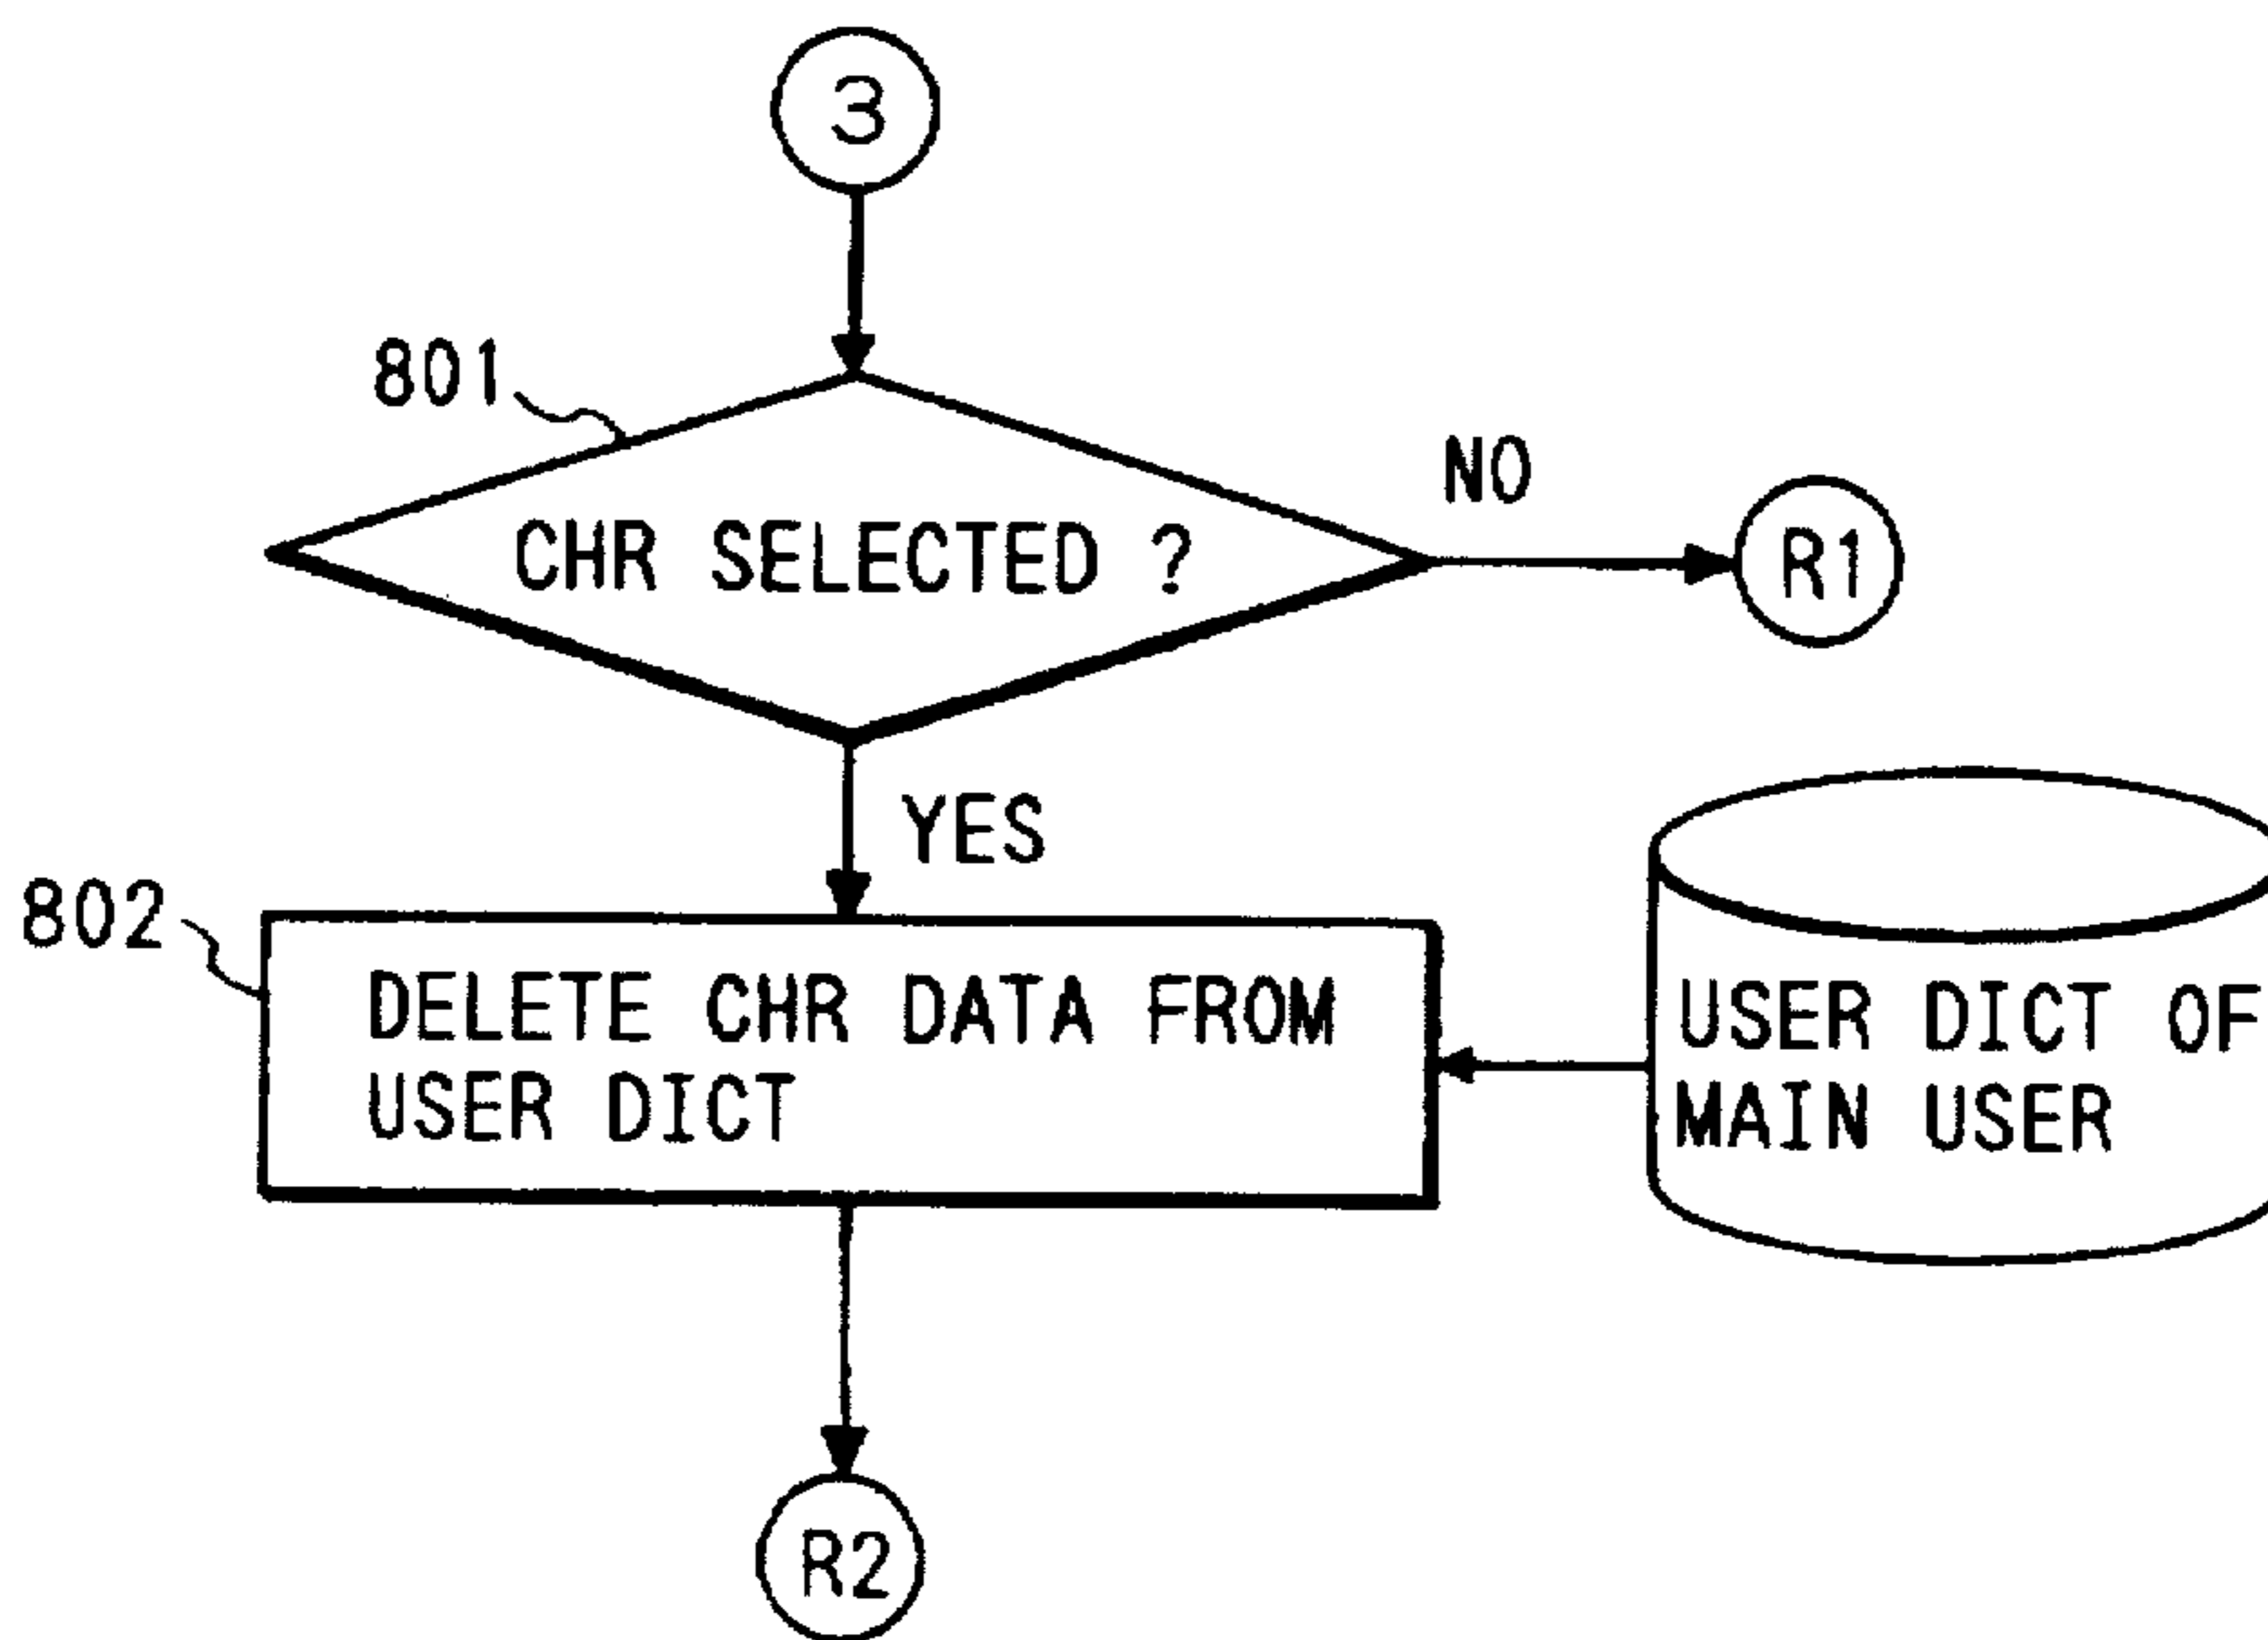 3
801
CHR SELECTED ?
NO
R1
YES
802
DELETE CHR DATA FROM
USER DICT
USER DICT OF
MAIN USER
R2